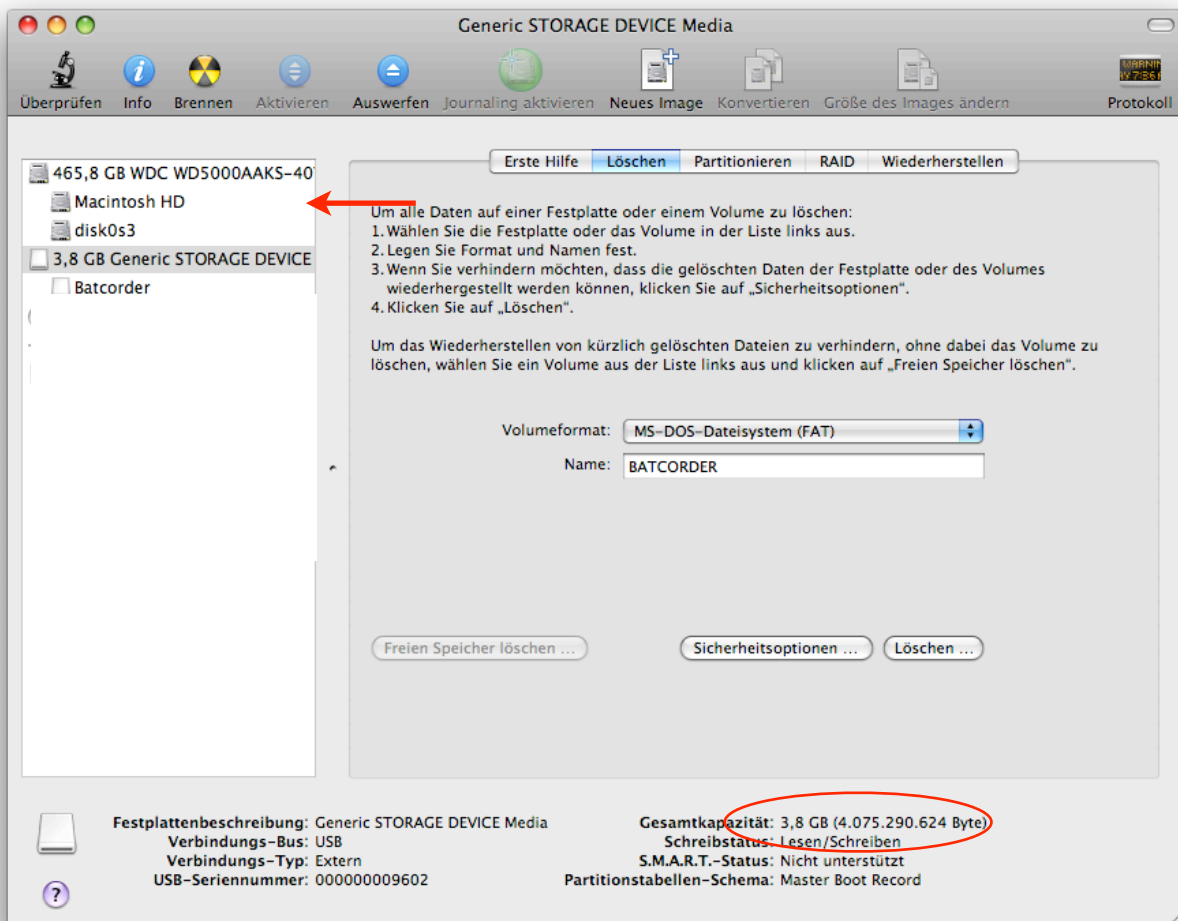 Generic STORAGE DEVICE Media
Überprüfen Info Brennen Aktivieren Auswerfen Journaling aktivieren Neues Image Konvertieren Größe des Images ändern Protokoll
465,8 GB WDC WD5000AAKS-40
Macintosh HD
disk0s3
3,8 GB Generic STORAGE DEVICE
Batcorder
Erste Hilfe Löschen Partitionieren RAID Wiederherstellen
Um alle Daten auf einer Festplatte oder einem Volume zu löschen:
1. Wählen Sie die Festplatte oder das Volume in der Liste links aus.
2. Legen Sie Format und Namen fest.
3. Wenn Sie verhindern möchten, dass die gelöschten Daten der Festplatte oder des Volumes
wiederhergestellt werden können, klicken Sie auf „Sicherheitsoptionen“.
4. Klicken Sie auf „Löschen“.
Um das Wiederherstellen von kürzlich gelöschten Dateien zu verhindern, ohne dabei das Volume zu
löschen, wählen Sie ein Volume aus der Liste links aus und klicken auf „Freien Speicher löschen“.
Volumeformat: MS-DOS-Dateisystem (FAT)
Name: BATCORDER
Freien Speicher löschen ... Sicherheitsoptionen ... Löschen ...
Festplattenbeschreibung: Generic STORAGE DEVICE Media
Verbindungs-Bus: USB
Verbindungs-Typ: Extern
USB-Seriennummer: 000000009602
Gesamtkapazität: 3,8 GB (4.075.290.624 Byte)
Schreibstatus: Lesen/Schreiben
S.M.A.R.T.-Status: Nicht unterstützt
Partitionstabellen-Schema: Master Boot Record